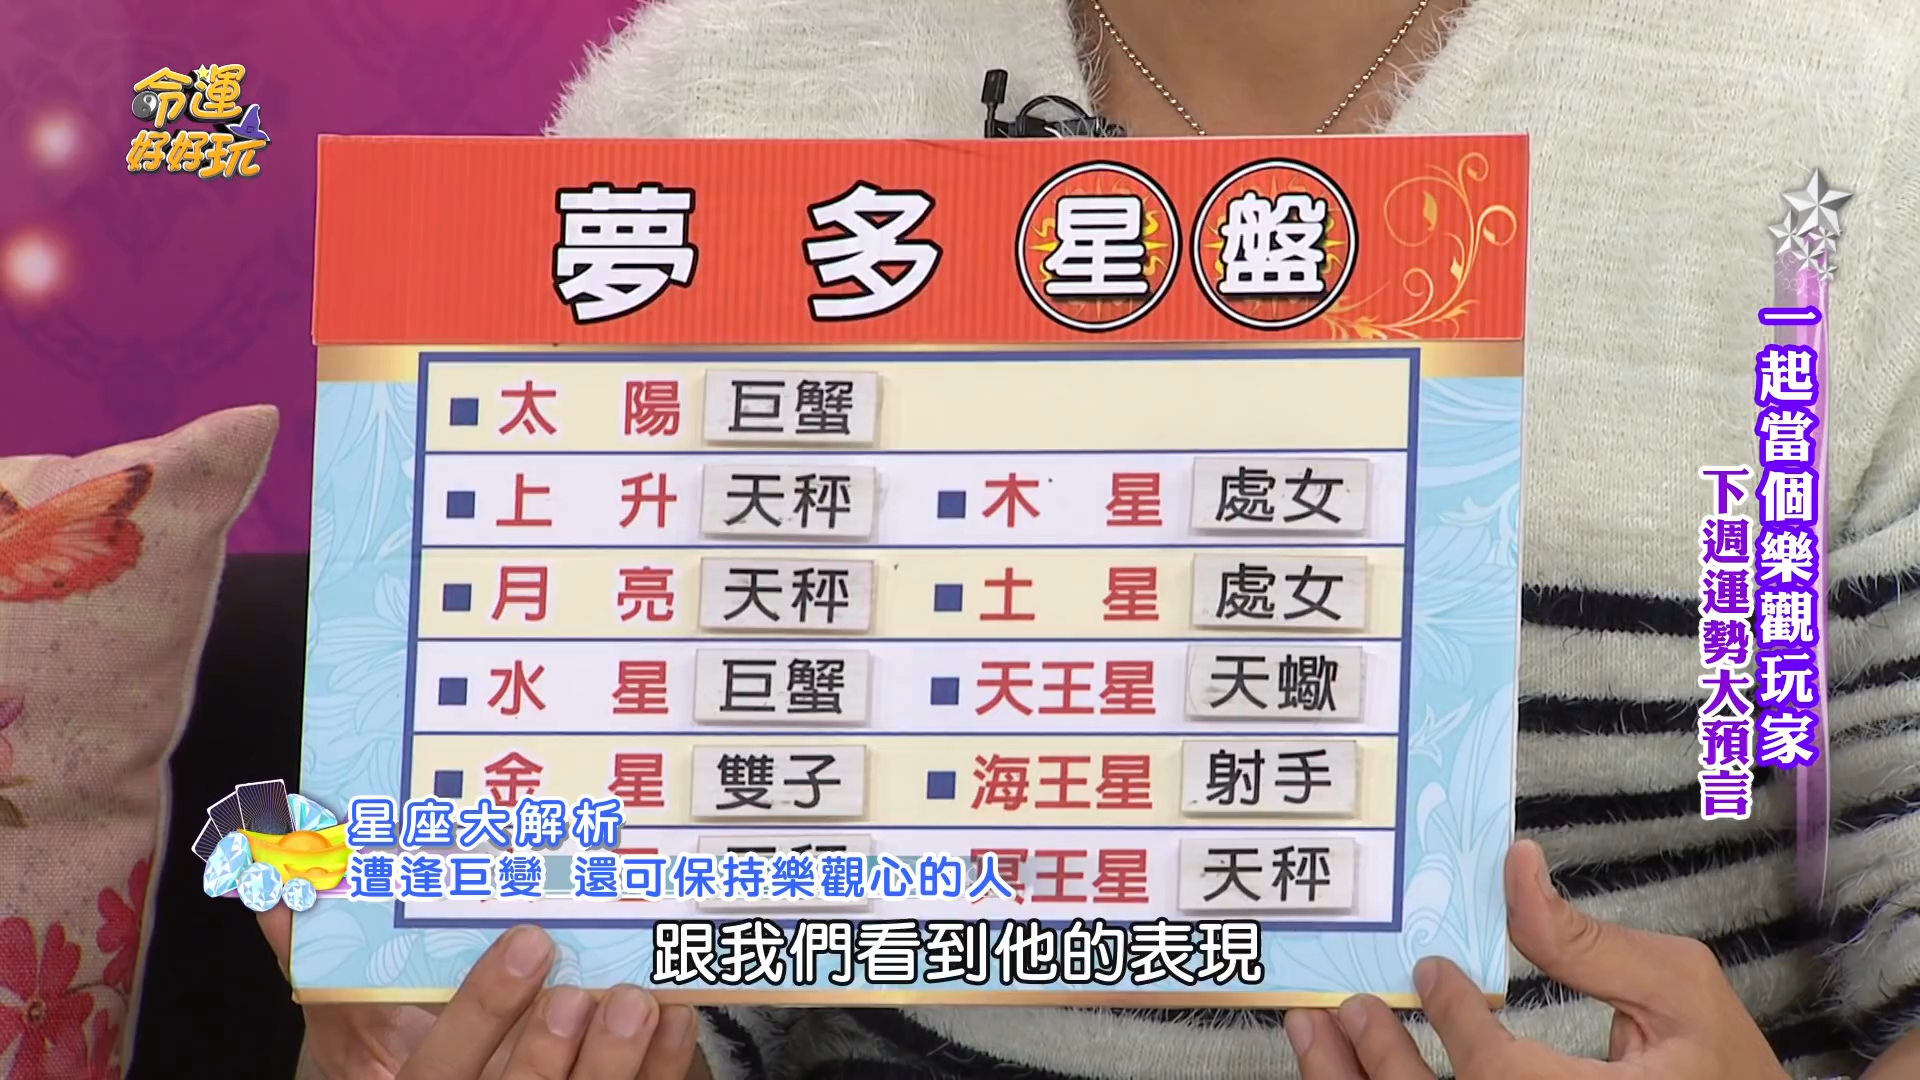 命運
好好玩
夢多星盤
太陽 巨蟹
上升 天秤 木星 處女
月亮 天秤 土星 處女
水星 巨蟹 天王星 天蠍
金星 雙子 海王星 射手
冥王星 天秤
一起當個樂觀玩家
下週運勢大預言
星座大解析
遭逢巨變 還可保持樂觀心的人
跟我們看到他的表現